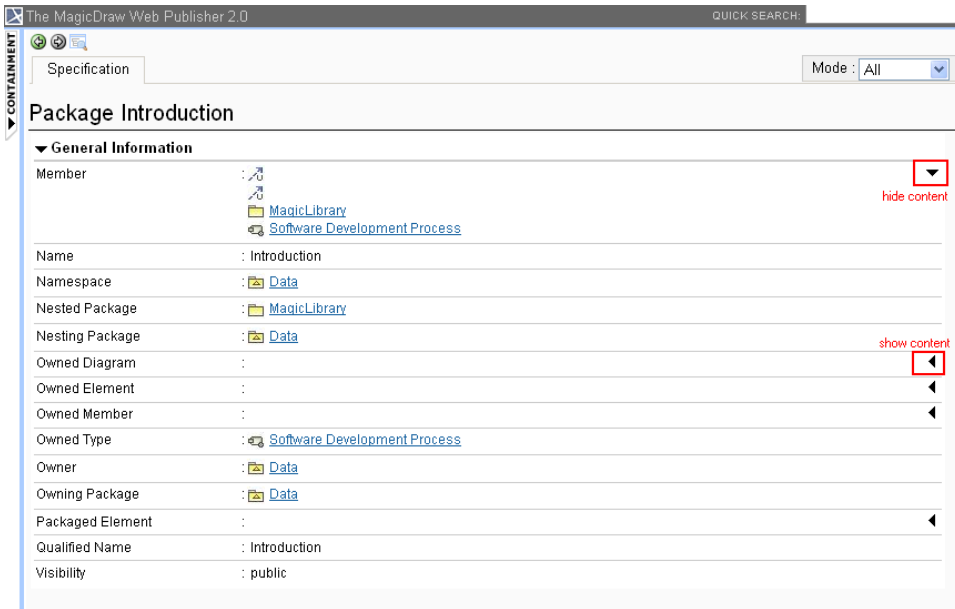 The MagicDraw Web Publisher 2.0 QUICK SEARCH:
CONTAINMENT
Specification Mode : All
Package Introduction
General Information
Member :
hide content
MagicLibrary
Software Development Process
Name : Introduction
Namespace : Data
Nested Package : MagicLibrary
Nesting Package : Data
show content
Owned Diagram :
Owned Element :
Owned Member :
Owned Type : Software Development Process
Owner : Data
Owning Package : Data
Packaged Element :
Qualified Name : Introduction
Visibility : public